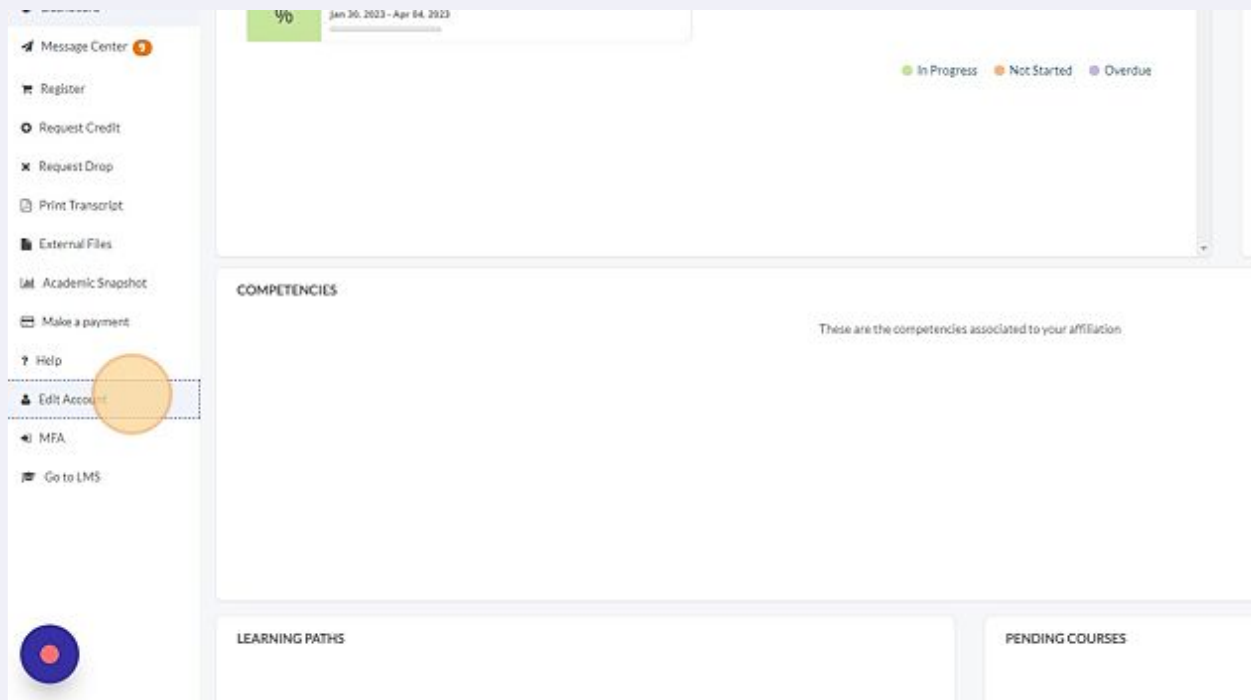 Dashboard
Message Center 9
Register
Request Credit
Request Drop
Print Transcript
External Files
Academic Snapshot
Make a payment
? Help
Edit Account
MFA
Go to LMS
%
Jan 30, 2023 - Apr 04, 2023
In Progress Not Started Overdue
COMPETENCIES
These are the competencies associated to your affiliation
LEARNING PATHS
PENDING COURSES